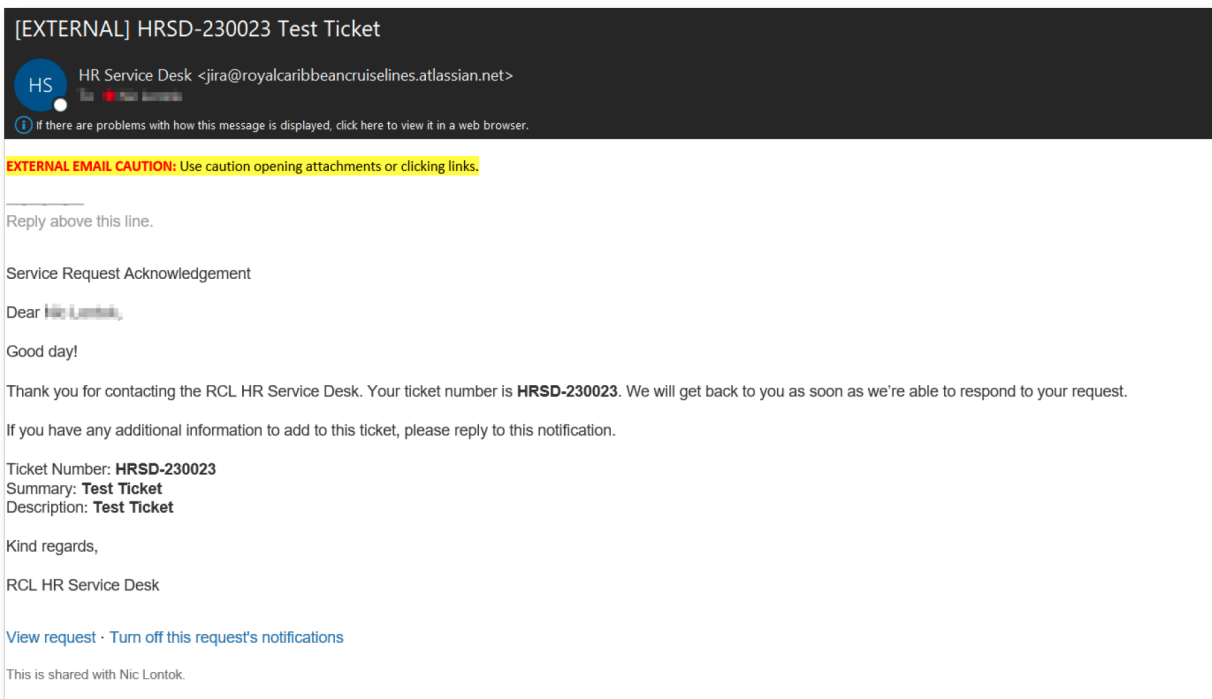 [EXTERNAL] HRSD-230023 Test Ticket
HS
HR Service Desk <jira@royalcaribbeancruiselines.atlassian.net>
To
If there are problems with how this message is displayed, click here to view it in a web browser.
EXTERNAL EMAIL CAUTION: Use caution opening attachments or clicking links.
Reply above this line.
Service Request Acknowledgement
Dear
Good day!
Thank you for contacting the RCL HR Service Desk. Your ticket number is HRSD-230023. We will get back to you as soon as we’re able to respond to your request.
If you have any additional information to add to this ticket, please reply to this notification.
Ticket Number: HRSD-230023
Summary: Test Ticket
Description: Test Ticket
Kind regards,
RCL HR Service Desk
View request · Turn off this request's notifications
This is shared with Nic Lontok.